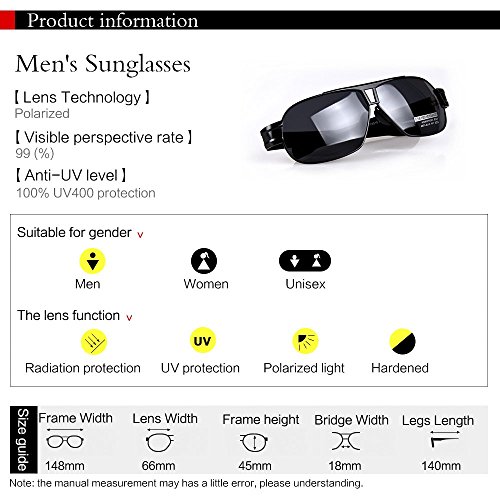 Product information
Men's Sunglasses
【 Lens Technology】
Polarized
【 Visible perspective rate】
99 (%)
【 Anti-UV level】
100% UV400 protection
Suitable for gender v
Men
Women
Unisex
The lens function v
UV
Radiation protection
UV protection
Polarized light
Hardened
Size guide
Frame Width
Lens Width
Frame height
Bridge Width
Legs Length
148mm
66mm
45mm
18mm
140mm
Note: the manual measurement may has a little error, please understanding.